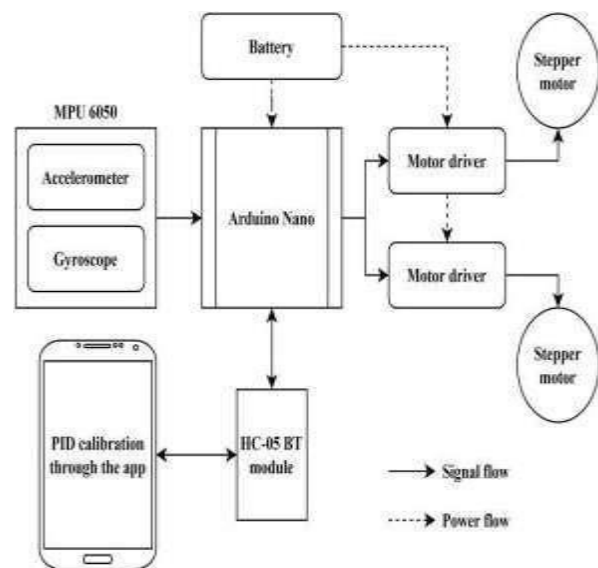 Battery
Stepper
motor
MPU 6050
Accelerometer
Gyroscope
Arduino Nano
Motor driver
Motor driver
Stepper
motor
PID calibration
through the app
HC-05 BT
module
Signal flow
Power flow